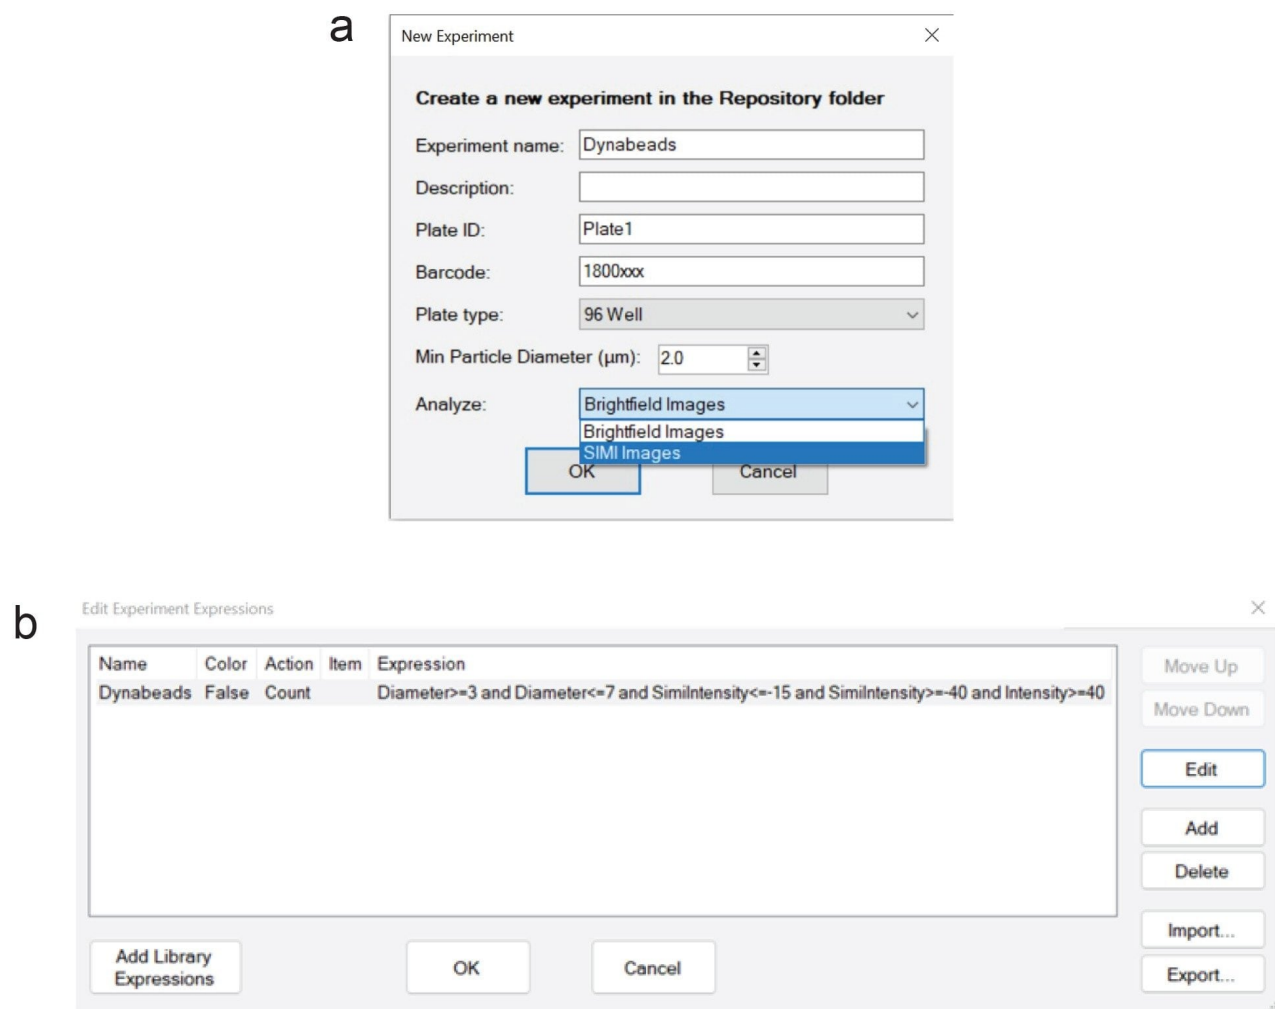 a
New Experiment
Create a new experiment in the Repository folder
Experiment name: Dynabeads
Description:
Plate ID: Plate1
Barcode: 1800xxx
Plate type: 96 Well
Min Particle Diameter (µm): 2.0
Analyze: Brightfield Images
Brightfield Images
SIMI Images
OK Cancel
b
Edit Experiment Expressions
Name Color Action Item Expression
Dynabeads False Count Diameter>=3 and Diameter<=7 and SimiIntensity<=-15 and SimiIntensity>=-40 and Intensity>=40
Move Up
Move Down
Edit
Add
Delete
Import...
Export...
Add Library
Expressions
OK
Cancel